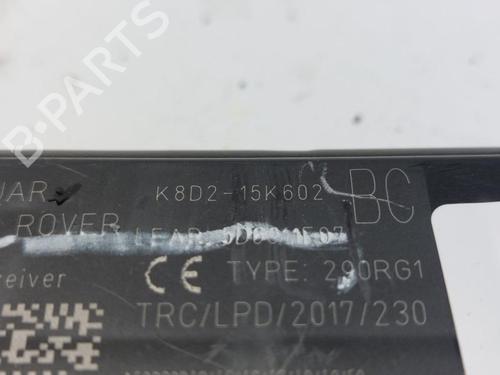 UAR
K8D2-15K602
BC
ROVER
LEAR
eiver
CE TYPE: 290RG1
TRC/LPD/2017/230
B-PARTS